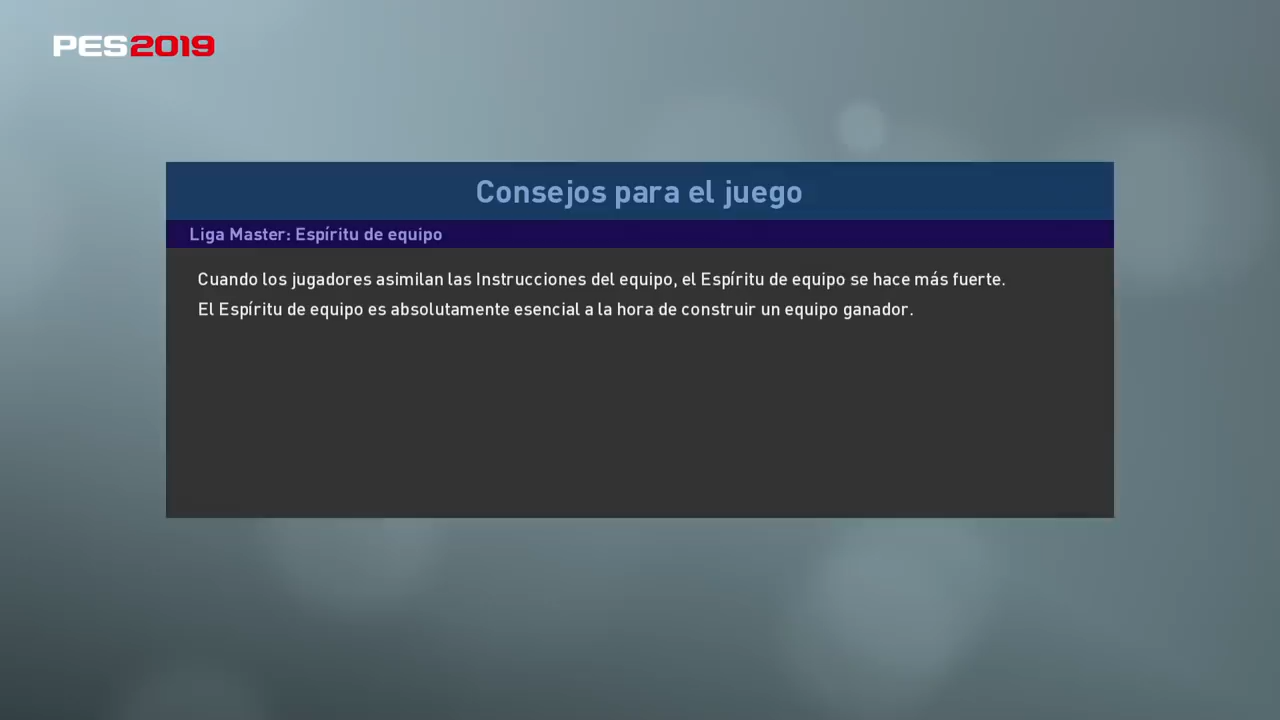 PES2019
Consejos para el juego
Liga Master: Espíritu de equipo
Cuando los jugadores asimilan las Instrucciones del equipo, el Espíritu de equipo se hace más fuerte.
El Espíritu de equipo es absolutamente esencial a la hora de construir un equipo ganador.